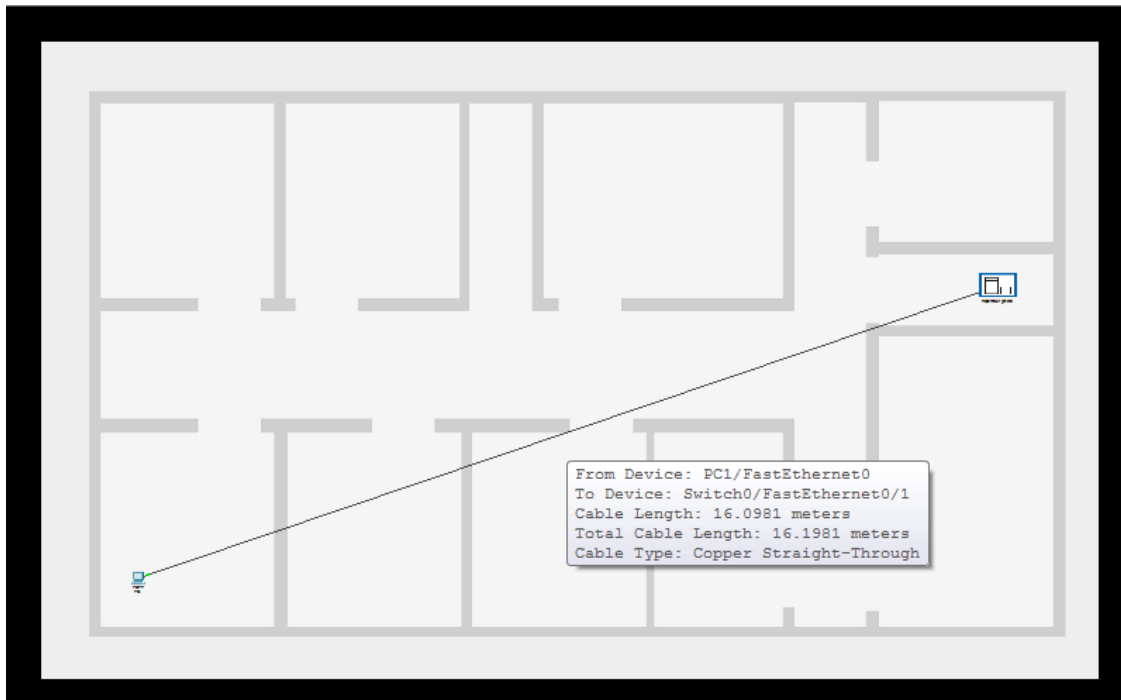 From Device: PC1/FastEthernet0
To Device: Switch0/FastEthernet0/1
Cable Length: 16.0981 meters
Total Cable Length: 16.1981 meters
Cable Type: Copper Straight-Through